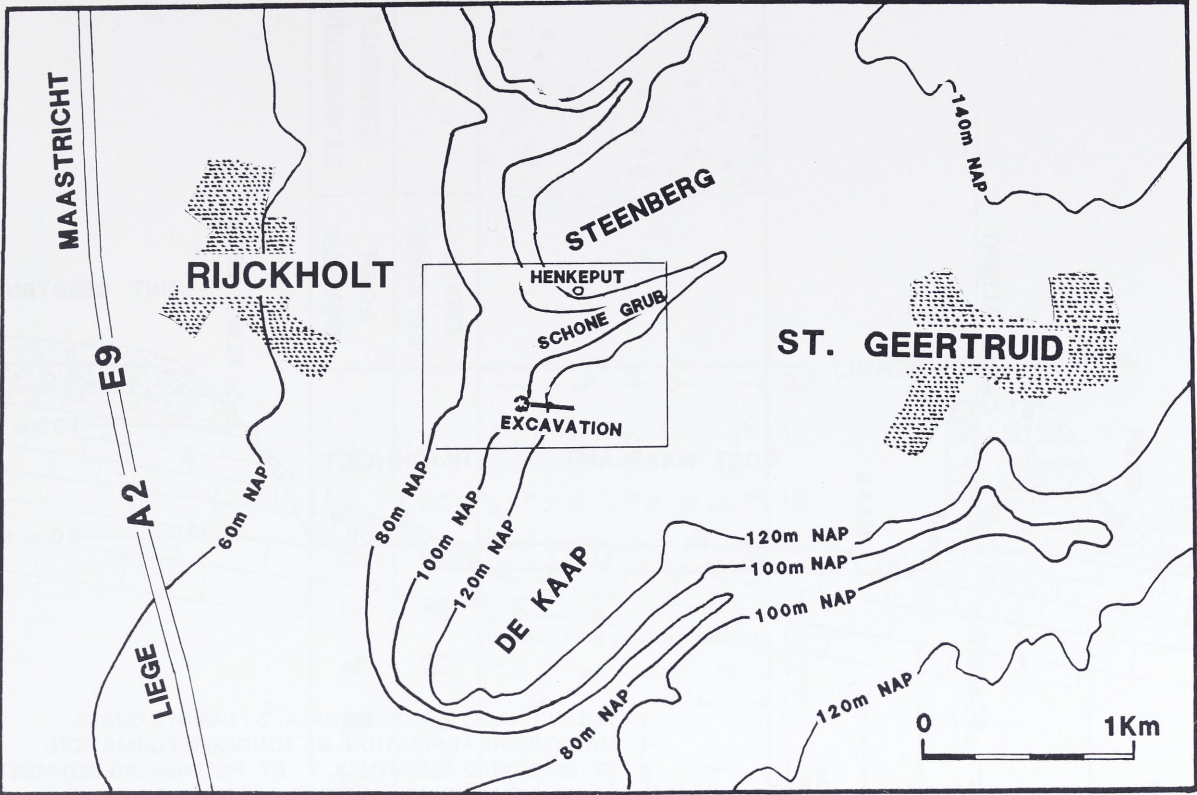 MAASTRICHT
140m NAP
STEENBERG
RIJCKHOLT
HENKEPUT
SCHONE GRUB
ST. GEERTRUID
E9
EXCAVATION
A2
60m NAP
80m NAP
100m NAP
120m NAP
120m NAP
100m NAP
100m NAP
DE KAAP
LIEGE
80m NAP
120m NAP
0 1Km